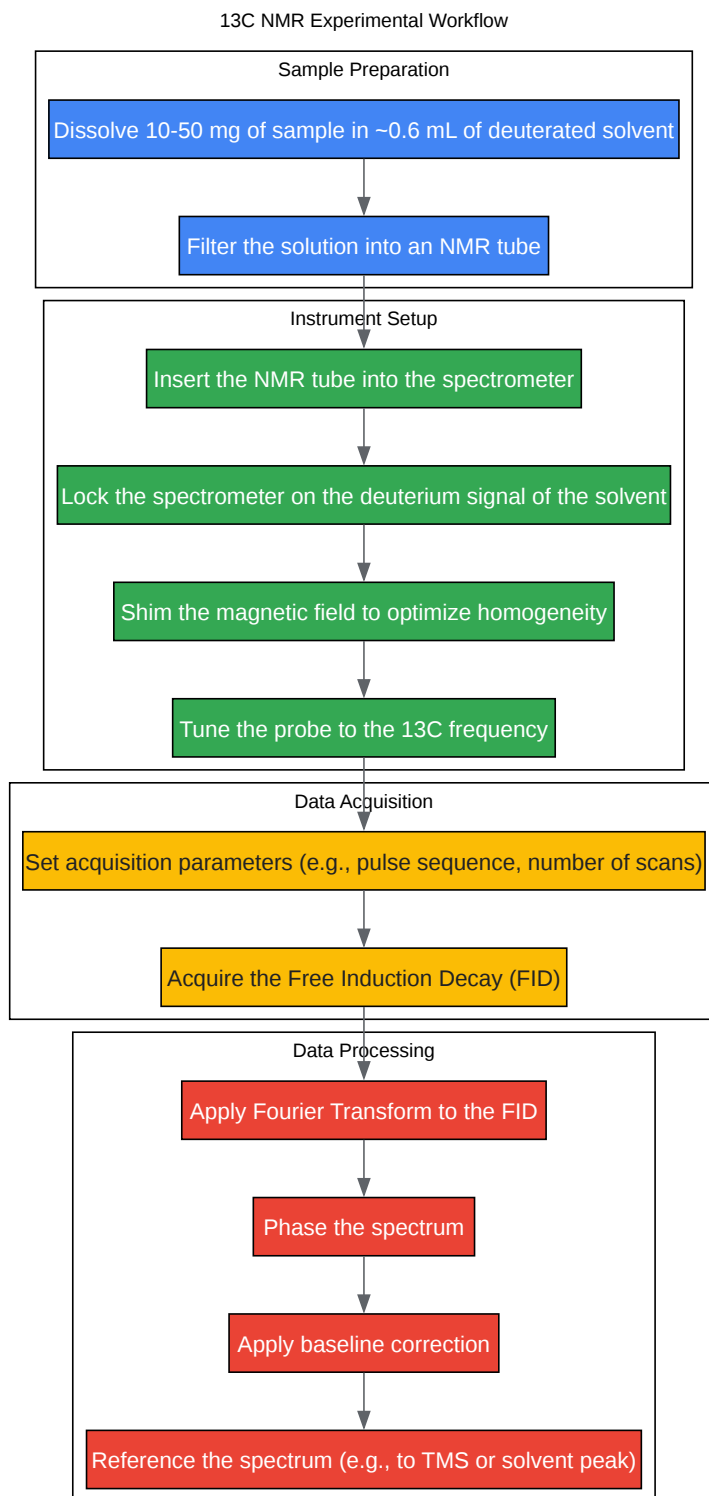 13C NMR Experimental Workflow
Sample Preparation
Dissolve 10-50 mg of sample in ~0.6 mL of deuterated solvent
Filter the solution into an NMR tube
Instrument Setup
Insert the NMR tube into the spectrometer
Lock the spectrometer on the deuterium signal of the solvent
Shim the magnetic field to optimize homogeneity
Tune the probe to the 13C frequency
Data Acquisition
Set acquisition parameters (e.g., pulse sequence, number of scans)
Acquire the Free Induction Decay (FID)
Data Processing
Apply Fourier Transform to the FID
Phase the spectrum
Apply baseline correction
Reference the spectrum (e.g., to TMS or solvent peak)